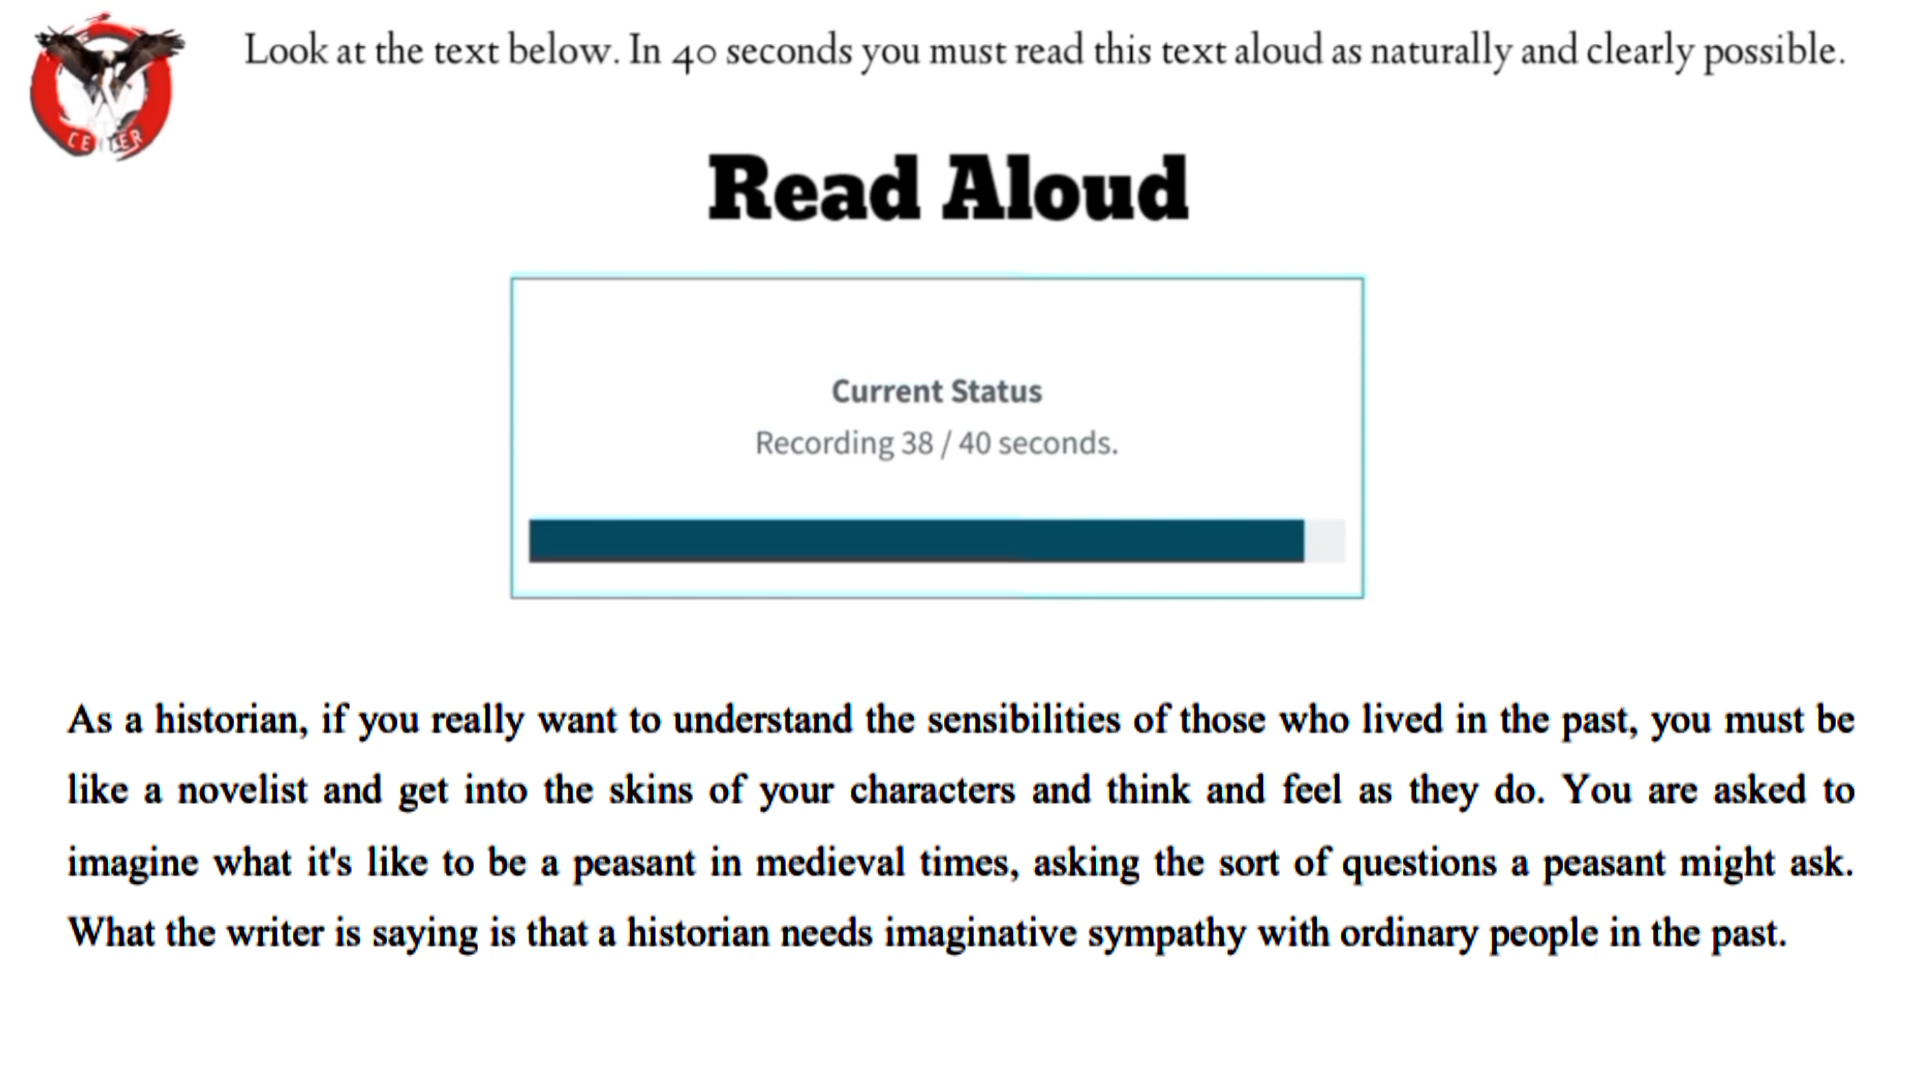 Look at the text below. In 40 seconds you must read this text aloud as naturally and clearly possible.
CENTER
Read Aloud
Current Status
Recording 38 / 40 seconds.
As a historian, if you really want to understand the sensibilities of those who lived in the past, you must be
like a novelist and get into the skins of your characters and think and feel as they do. You are asked to
imagine what it's like to be a peasant in medieval times, asking the sort of questions a peasant might ask.
What the writer is saying is that a historian needs imaginative sympathy with ordinary people in the past.